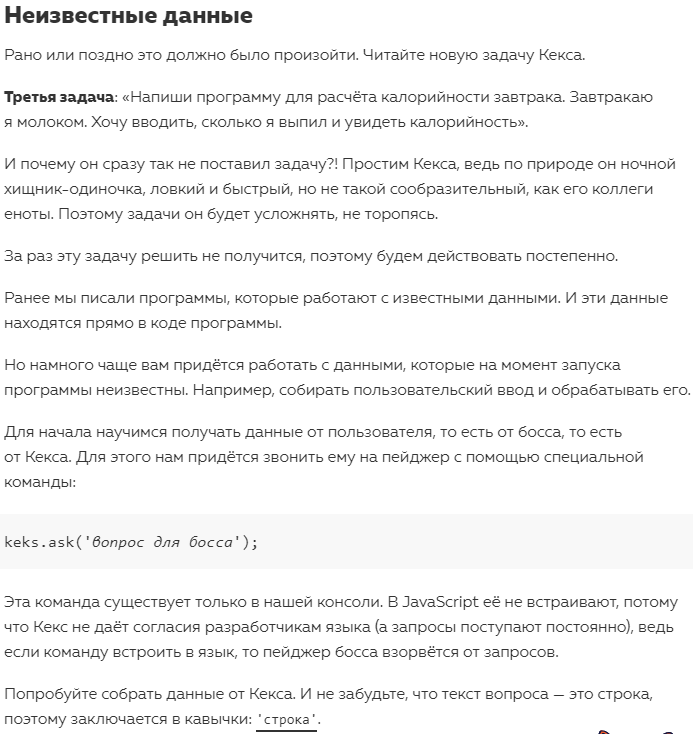 Неизвестные данные
Рано или поздно это должно было произойти. Читайте новую задачу Кекса.
Третья задача: «Напиши программу для расчёта калорийности завтрака. Завтракаю
я молоком. Хочу вводить, сколько я выпил и увидеть калорийность».
И почему он сразу так не поставил задачу?! Простим Кекса, ведь по природе он ночной
хищник-одиночка, ловкий и быстрый, но не такой сообразительный, как его коллеги
еноты. Поэтому задачи он будет усложнять, не торопясь.
За раз эту задачу решить не получится, поэтому будем действовать постепенно.
Ранее мы писали программы, которые работают с известными данными. И эти данные
находятся прямо в коде программы.
Но намного чаще вам придётся работать с данными, которые на момент запуска
программы неизвестны. Например, собирать пользовательский ввод и обрабатывать его.
Для начала научимся получать данные от пользователя, то есть от босса, то есть
от Кекса. Для этого нам придётся звонить ему на пейджер с помощью специальной
команды:
keks.ask('вопрос для босса');
Эта команда существует только в нашей консоли. В JavaScript её не встраивают, потому
что Кекс не даёт согласия разработчикам языка (а запросы поступают постоянно), ведь
если команду встроить в язык, то пейджер босса взорвётся от запросов.
Попробуйте собрать данные от Кекса. И не забудьте, что текст вопроса — это строка,
поэтому заключается в кавычки: 'строка'.